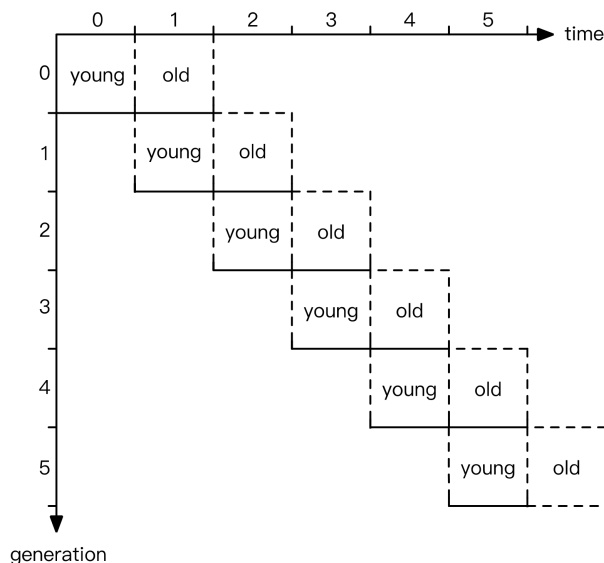 0 1 2 3 4 5 time
0 young old
1 young old
2 young old
3 young old
4 young old
5 young old
generation